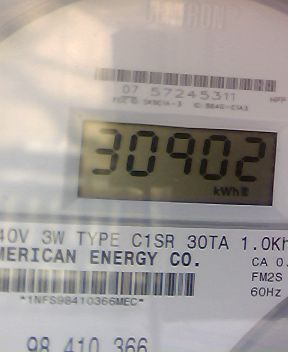 07 57245311
30902
kWh
40V 3W TYPE C1SR 30TA 1.0Kh
MERICAN ENERGY CO.
CA 0.
FM2S
60Hz
*1NFS98410366MEC*
98 410 366